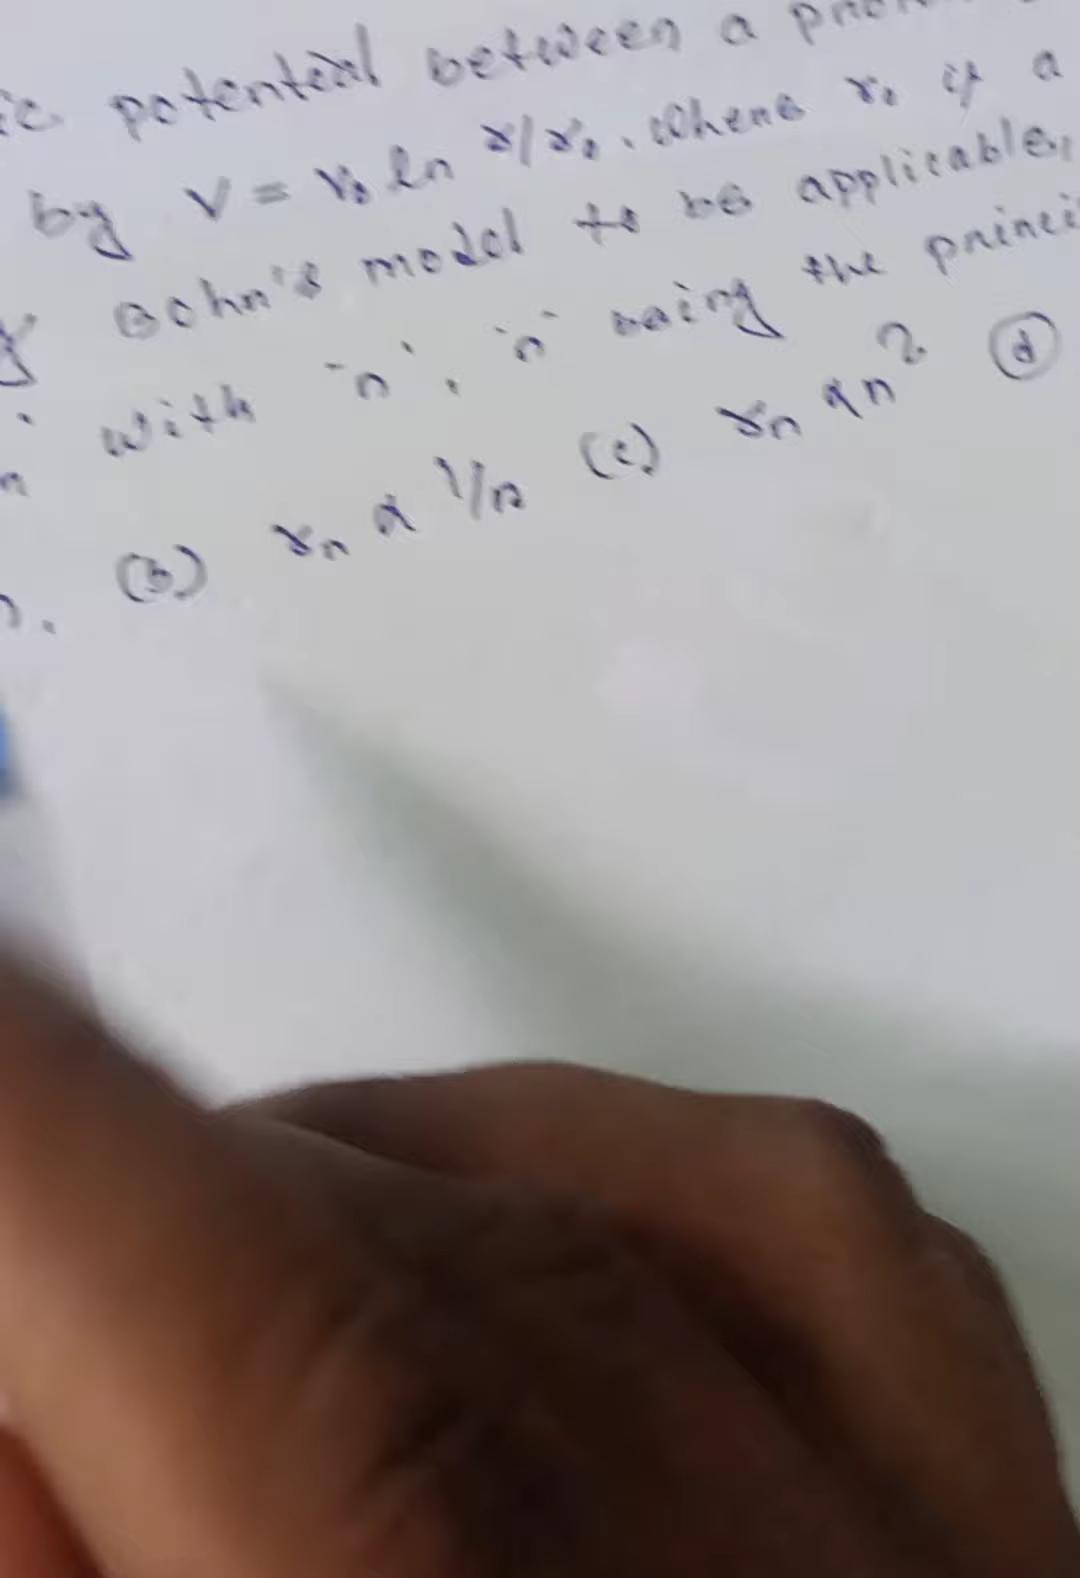 ic potential between a
by V = V₀ ln r/r₀. Where r₀ is a
Bohr's model to be applicable,
with "n", "n" being the
(b) rₙ α 1/n (c) rₙ α n² (d)